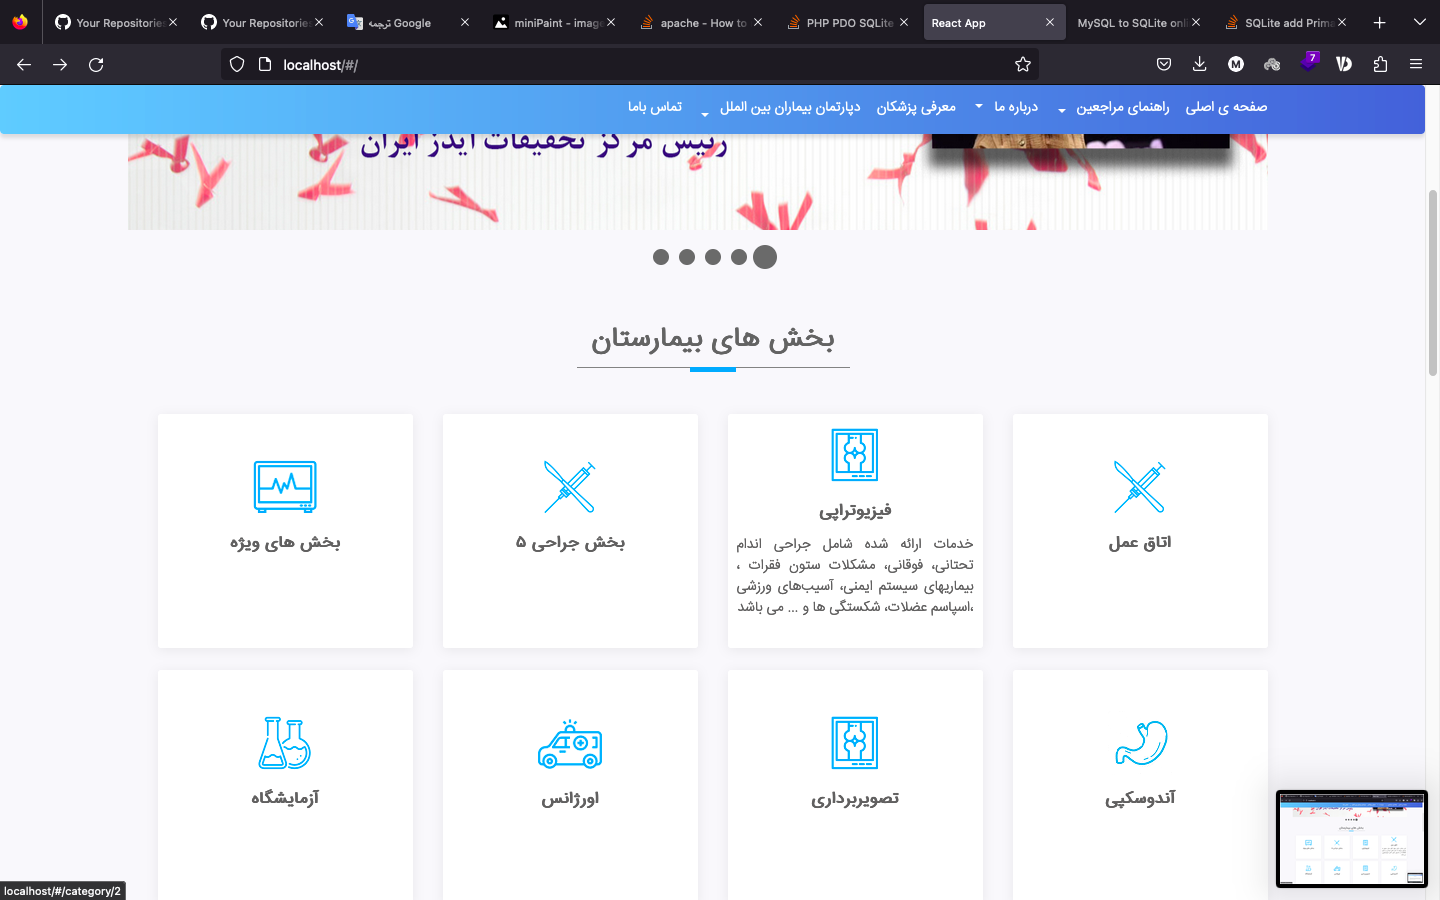 Your Repositories
Your Repositories
ترجمه Google
miniPaint - image
apache - How to
PHP PDO SQLite
React App
MySQL to SQLite onli
SQLite add Prima
localhost/#/
7
صفحه ی اصلی
راهنمای مراجعین
درباره ما
معرفی پزشکان
دپارتمان بیماران بین الملل
تماس باما
رئیس مرکز تحقیقات ایدز ایران
بخش های بیمارستان
اتاق عمل
فیزیوتراپی
خدمات ارائه شده شامل جراحی اندام
تحتانی، فوقانی، مشکلات ستون فقرات ،
بیماریهای سیستم ایمنی، آسیب‌های ورزشی
،اسپاسم عضلات، شکستگی ها و ... می باشد
بخش جراحی ۵
بخش های ویژه
آندوسکپی
تصویربرداری
اورژانس
آزمایشگاه
localhost/#/category/2